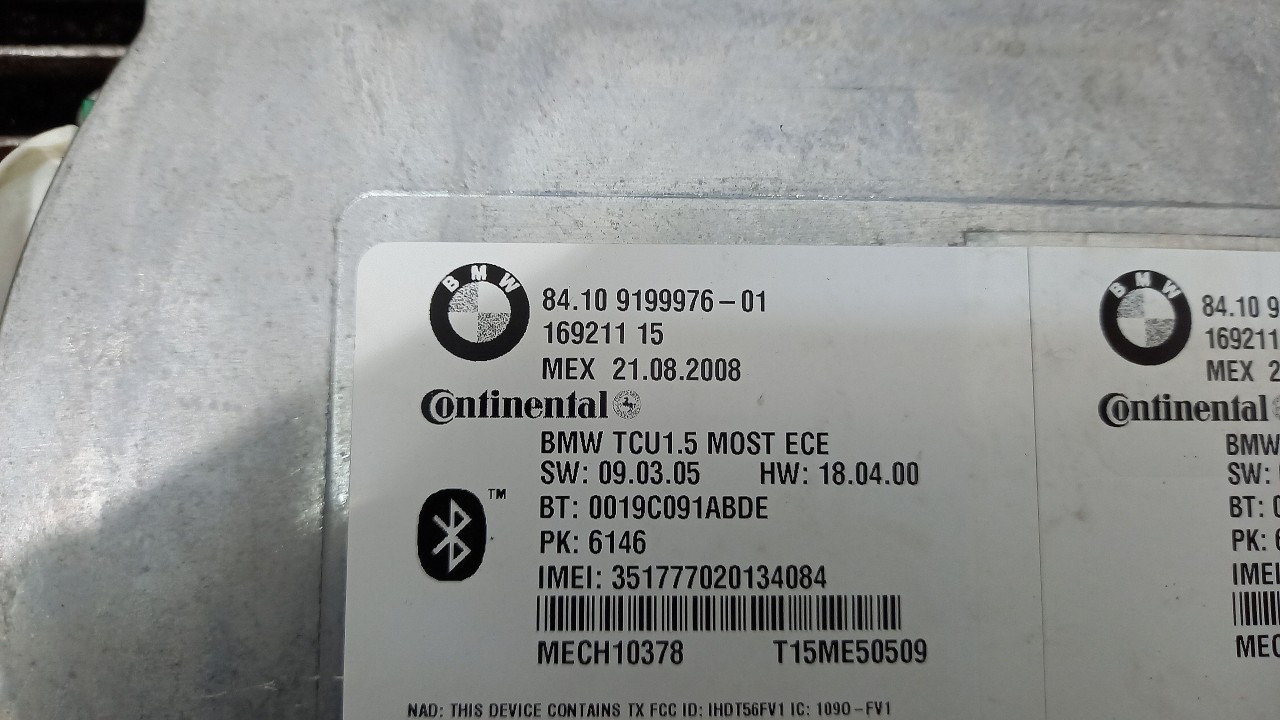 BMW
84.10 9199976-01
169211 15
MEX 21.08.2008
Continental
BMW TCU1.5 MOST ECE
SW: 09.03.05 HW: 18.04.00
™
BT: 0019C091ABDE
PK: 6146
IMEI: 351777020134084
MECH10378 T15ME50509
NAD: THIS DEVICE CONTAINS TX FCC ID: IHDT56FV1 IC: 1090-FV1
BMW
84.10 9
169211
MEX 2
Continental
BMW
SW:
BT: 0
PK: 6
IMEI
MEC